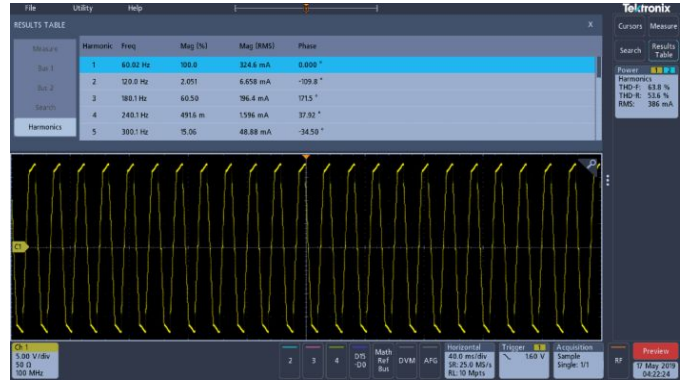 File Utility Help
Tektronix
RESULTS TABLE X
Cursors Measure
Search Results Table
Measure
Bus 1
Bus 2
Search
Harmonics
Harmonic Freq Mag (%) Mag (RMS) Phase
1 60.02 Hz 100.0 324.6 mA 0.000 °
2 120.0 Hz 2.051 6.658 mA -109.8 °
3 180.1 Hz 60.50 196.4 mA 171.5 °
4 240.1 Hz 491.6 m 1.596 mA 37.92 °
5 300.1 Hz 15.06 48.88 mA -34.50 °
Power 1 2
Harmonics
THD-F: 63.8 %
THD-R: 53.6 %
RMS: 386 mA
C1
Ch 1
5.00 V/div
50 Ω
100 MHz
2 3 4
D15
-D0
Math
Ref
Bus
DVM AFG
Horizontal
40.0 ms/div
SR: 25.0 MS/s
RL: 10 Mpts
Trigger 1
1.60 V
Acquisition
Sample
Single: 1/1
RF
Preview
17 May 2019
04:22:24